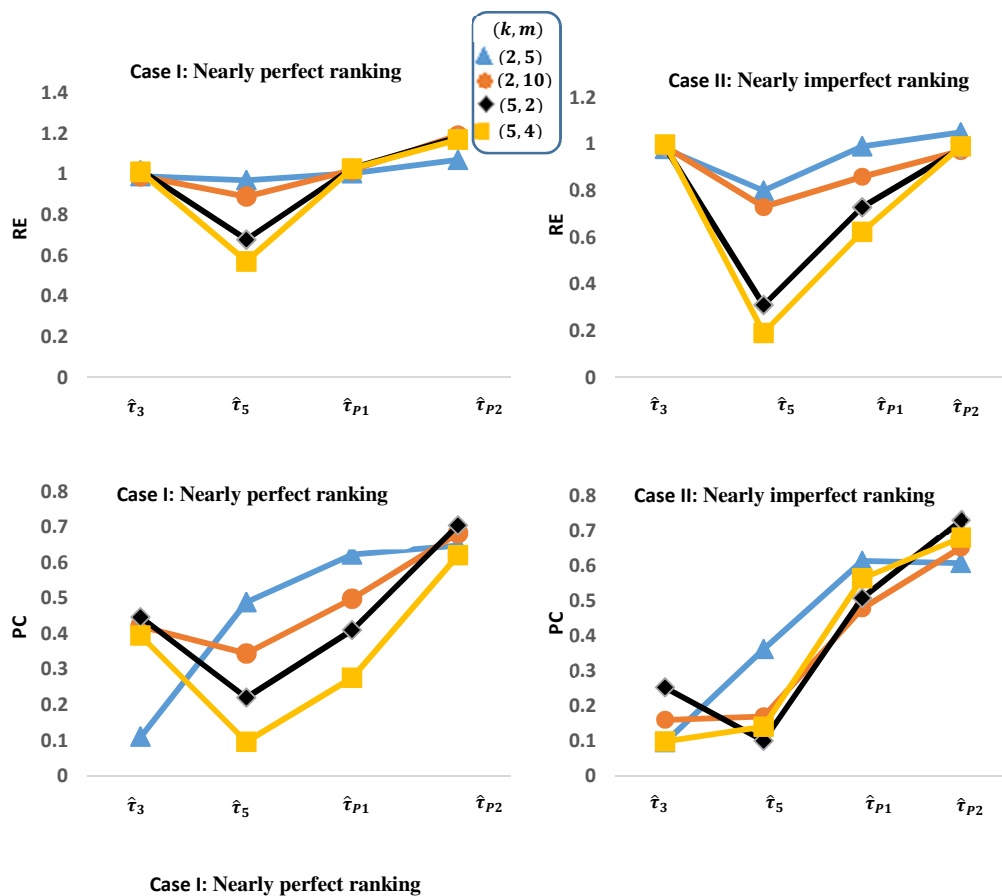 (k, m)
(2, 5)
(2, 10)
(5, 2)
(5, 4)
Case I: Nearly perfect ranking
RE
1.4
1.2
1
0.8
0.6
0.4
0.2
0
τ̂3 τ̂5 τ̂P1 τ̂P2
Case II: Nearly imperfect ranking
RE
1.2
1
0.8
0.6
0.4
0.2
0
τ̂3 τ̂5 τ̂P1 τ̂P2
Case I: Nearly perfect ranking
PC
0.8
0.7
0.6
0.5
0.4
0.3
0.2
0.1
0
τ̂3 τ̂5 τ̂P1 τ̂P2
Case II: Nearly imperfect ranking
PC
0.8
0.7
0.6
0.5
0.4
0.3
0.2
0.1
0
τ̂3 τ̂5 τ̂P1 τ̂P2
Case I: Nearly perfect ranking